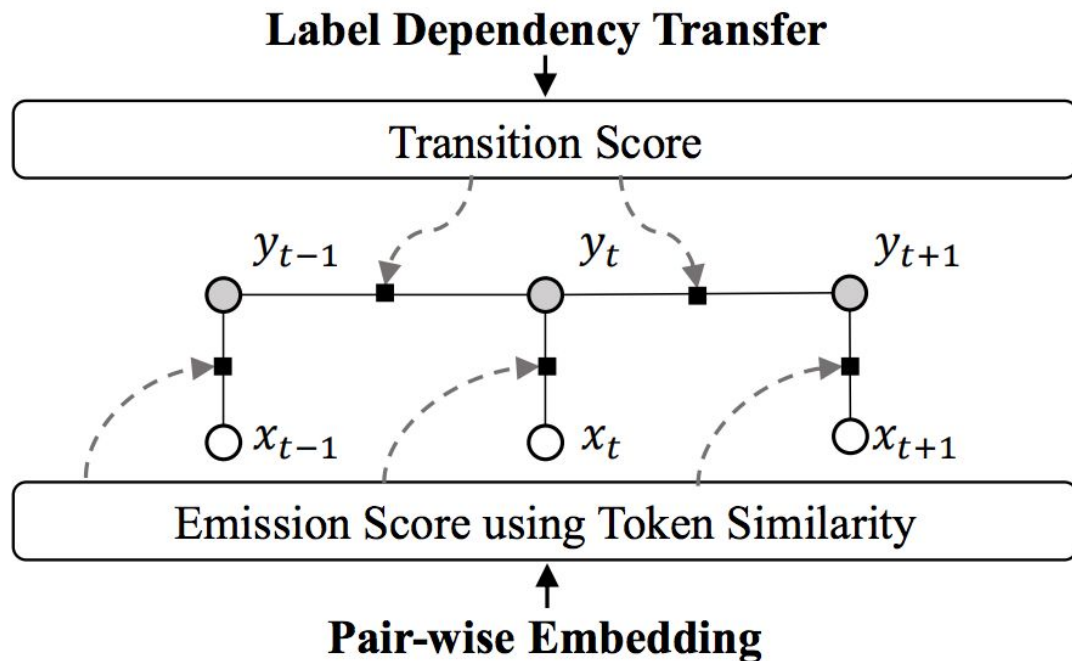 Label Dependency Transfer
Transition Score
y_{t−1} y_t y_{t+1}
x_{t−1} x_t x_{t+1}
Emission Score using Token Similarity
Pair-wise Embedding